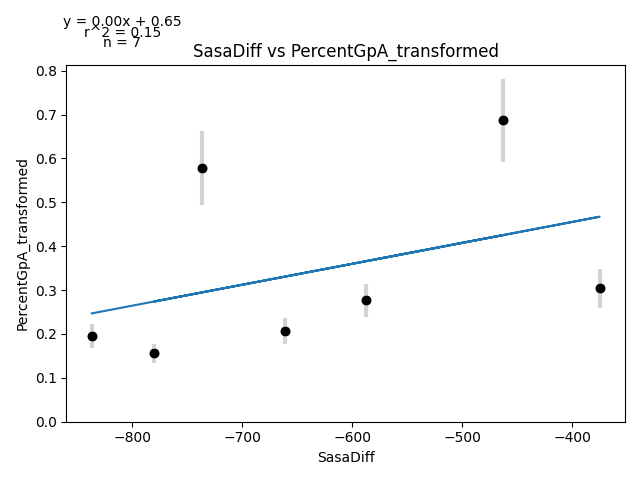 y = 0.00x + 0.65
r^2 = 0.15
n = 7
SasaDiff vs PercentGpA_transformed
0.8
0.7
0.6
0.5
0.4
0.3
0.2
0.1
0.0
PercentGpA_transformed
−800
−700
−600
−500
−400
SasaDiff